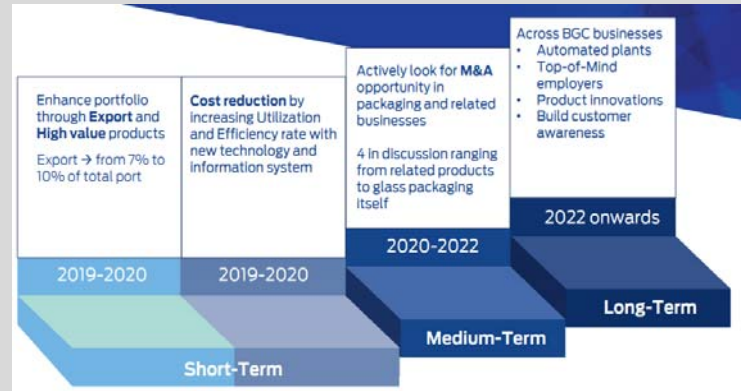 Enhance portfolio
through Export and
High value products
Export → from 7% to
10% of total port
2019-2020
Cost reduction by
increasing Utilization
and Efficiency rate with
new technology and
information system
2019-2020
Short-Term
Actively look for M&A
opportunity in
packaging and related
businesses
4 in discussion ranging
from related products
to glass packaging
itself
2020-2022
Medium-Term
Across BGC businesses
• Automated plants
• Top-of-Mind
employers
• Product innovations
• Build customer
awareness
2022 onwards
Long-Term